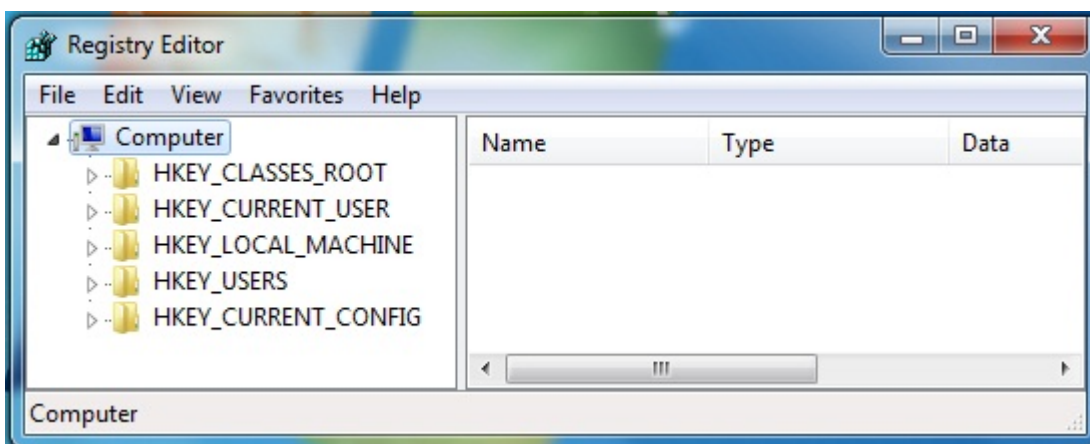 Registry Editor
File Edit View Favorites Help
Computer
HKEY_CLASSES_ROOT
HKEY_CURRENT_USER
HKEY_LOCAL_MACHINE
HKEY_USERS
HKEY_CURRENT_CONFIG
Name Type Data
Computer